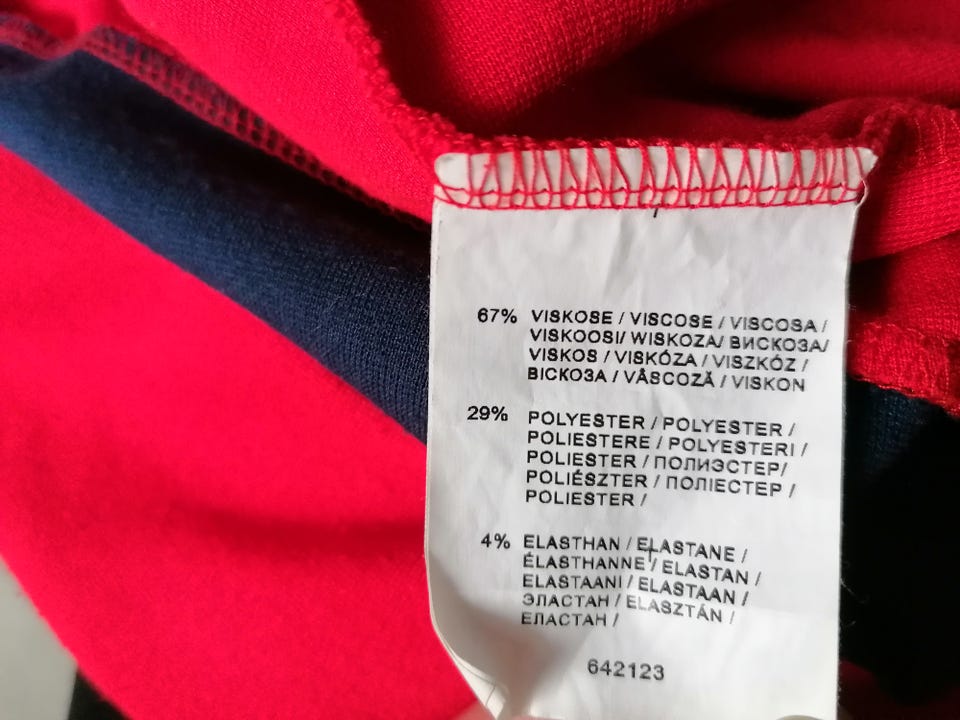 67% VISKOSE / VISCOSE / VISCOSA /
VISKOOSI/ WISKOZA/ ВИСКОЗА/
VISKOS / VISKÓZA / VISZKÓZ /
ВІСКОЗА / VÂSCOZĂ / VISKON
29% POLYESTER / POLYESTER /
POLIESTERE / POLYESTERI /
POLIESTER / ПОЛИЭСТЕР/
POLIÉSZTER / ПОЛІЕСТЕР /
POLIESTER /
4% ELASTHAN / ELASTANE /
ÉLASTHANNE / ELASTAN /
ELASTAANI / ELASTAAN /
ЭЛАСТАН / ELASZTÁN /
ЕЛАСТАН /
642123